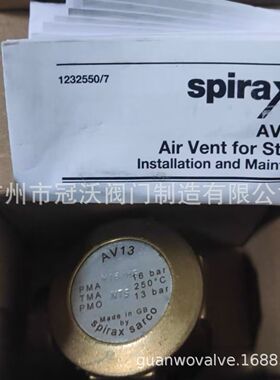 1232550/7
spirax
AV
Air Vent for St
Installation and Maint
州市冠沃阀门制造有限公
AV13
PMA 16 bar
TMA 250°C
PMO 13 bar
Made in GB
by
spirax sarco
guanwovalve.1688.com